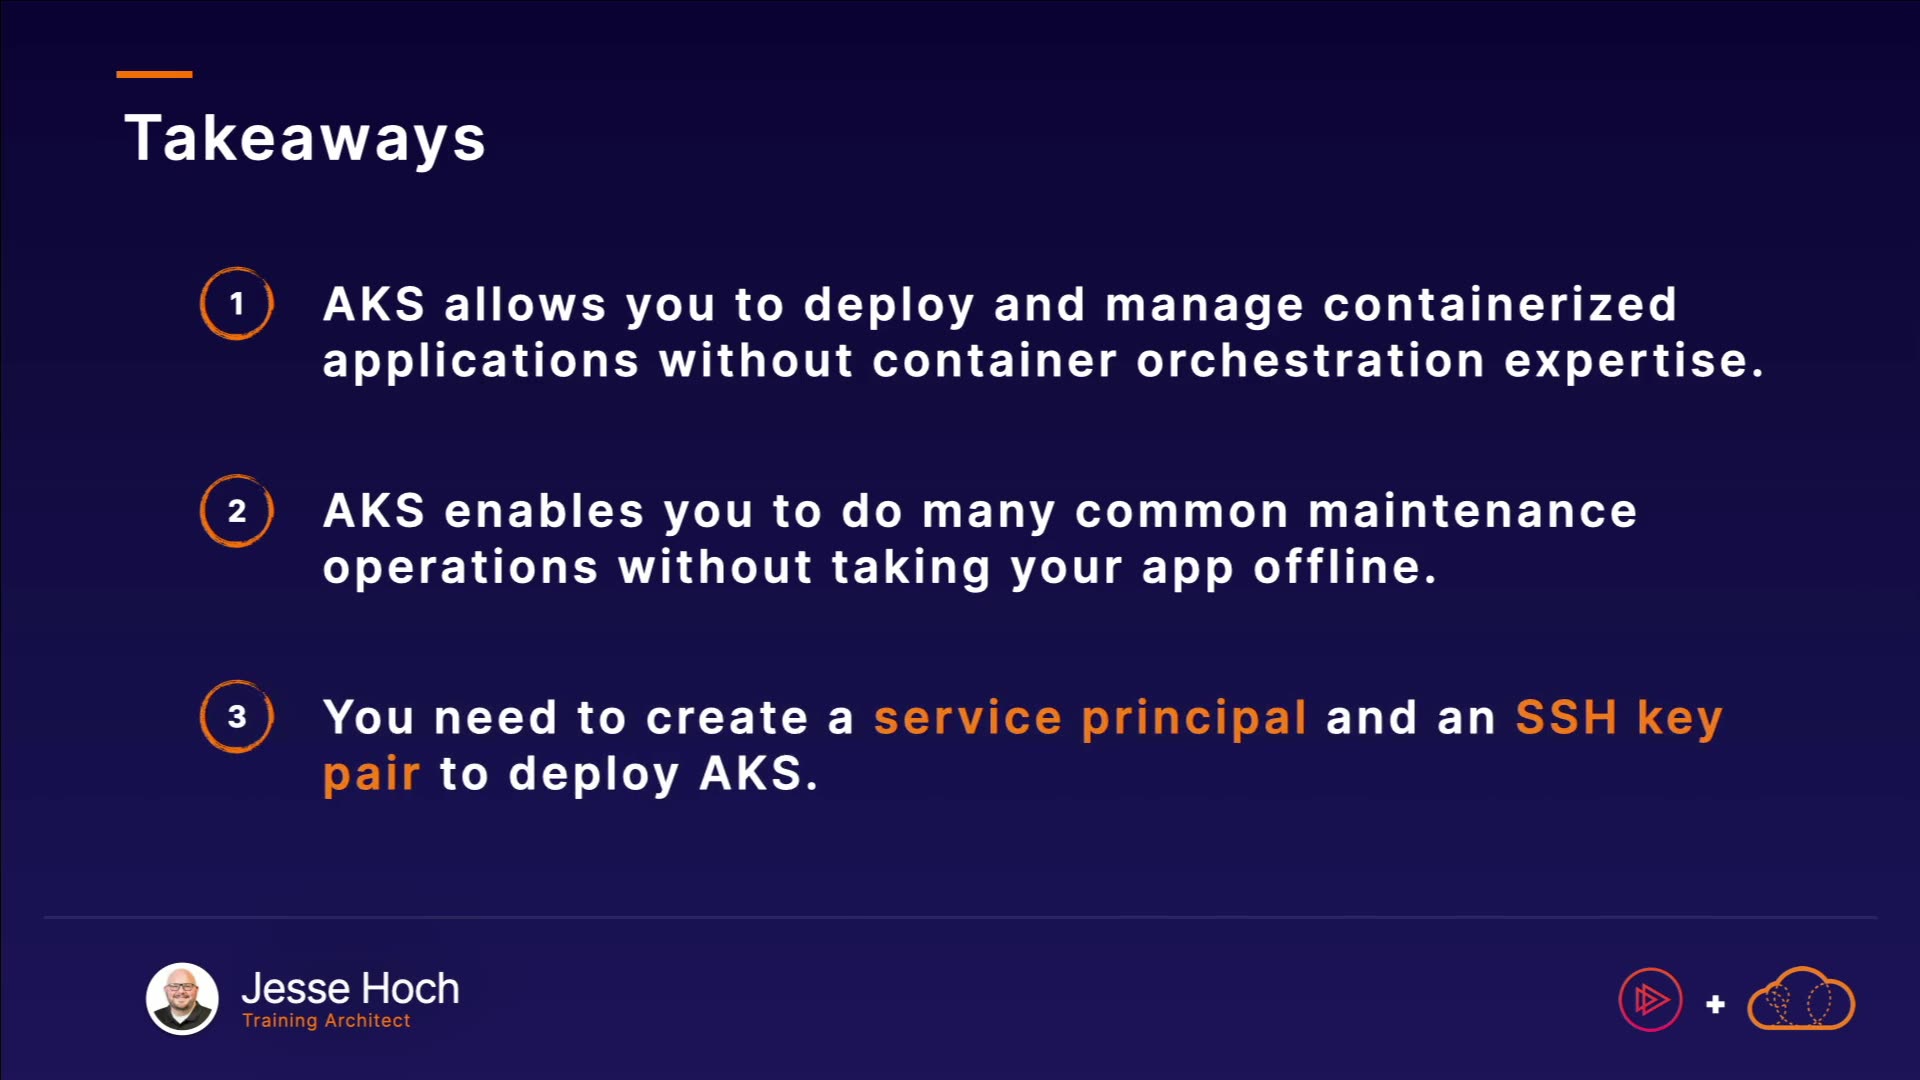 Takeaways
1
AKS allows you to deploy and manage containerized
applications without container orchestration expertise.
2
AKS enables you to do many common maintenance
operations without taking your app offline.
3
You need to create a service principal and an SSH key
pair to deploy AKS.
Jesse Hoch
Training Architect
+